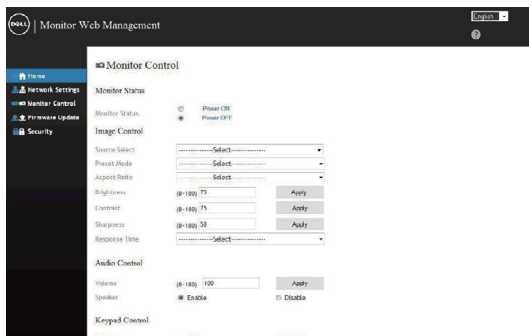 DELL
Monitor Web Management
English
Home
Network Settings
Monitor Control
Firmware Update
Security
Monitor Control
Monitor Status
Monitor Status
Power ON
Power OFF
Image Control
Source Select
---------------Select---------------
Preset Mode
---------------Select---------------
Aspect Ratio
---------------Select---------------
Brightness (0~100) 75 Apply
Contrast (0~100) 75 Apply
Sharpness (0~100) 50 Apply
Response Time
---------------Select---------------
Audio Control
Volume (0~100) 100 Apply
Speaker Enable Disable
Keypad Control